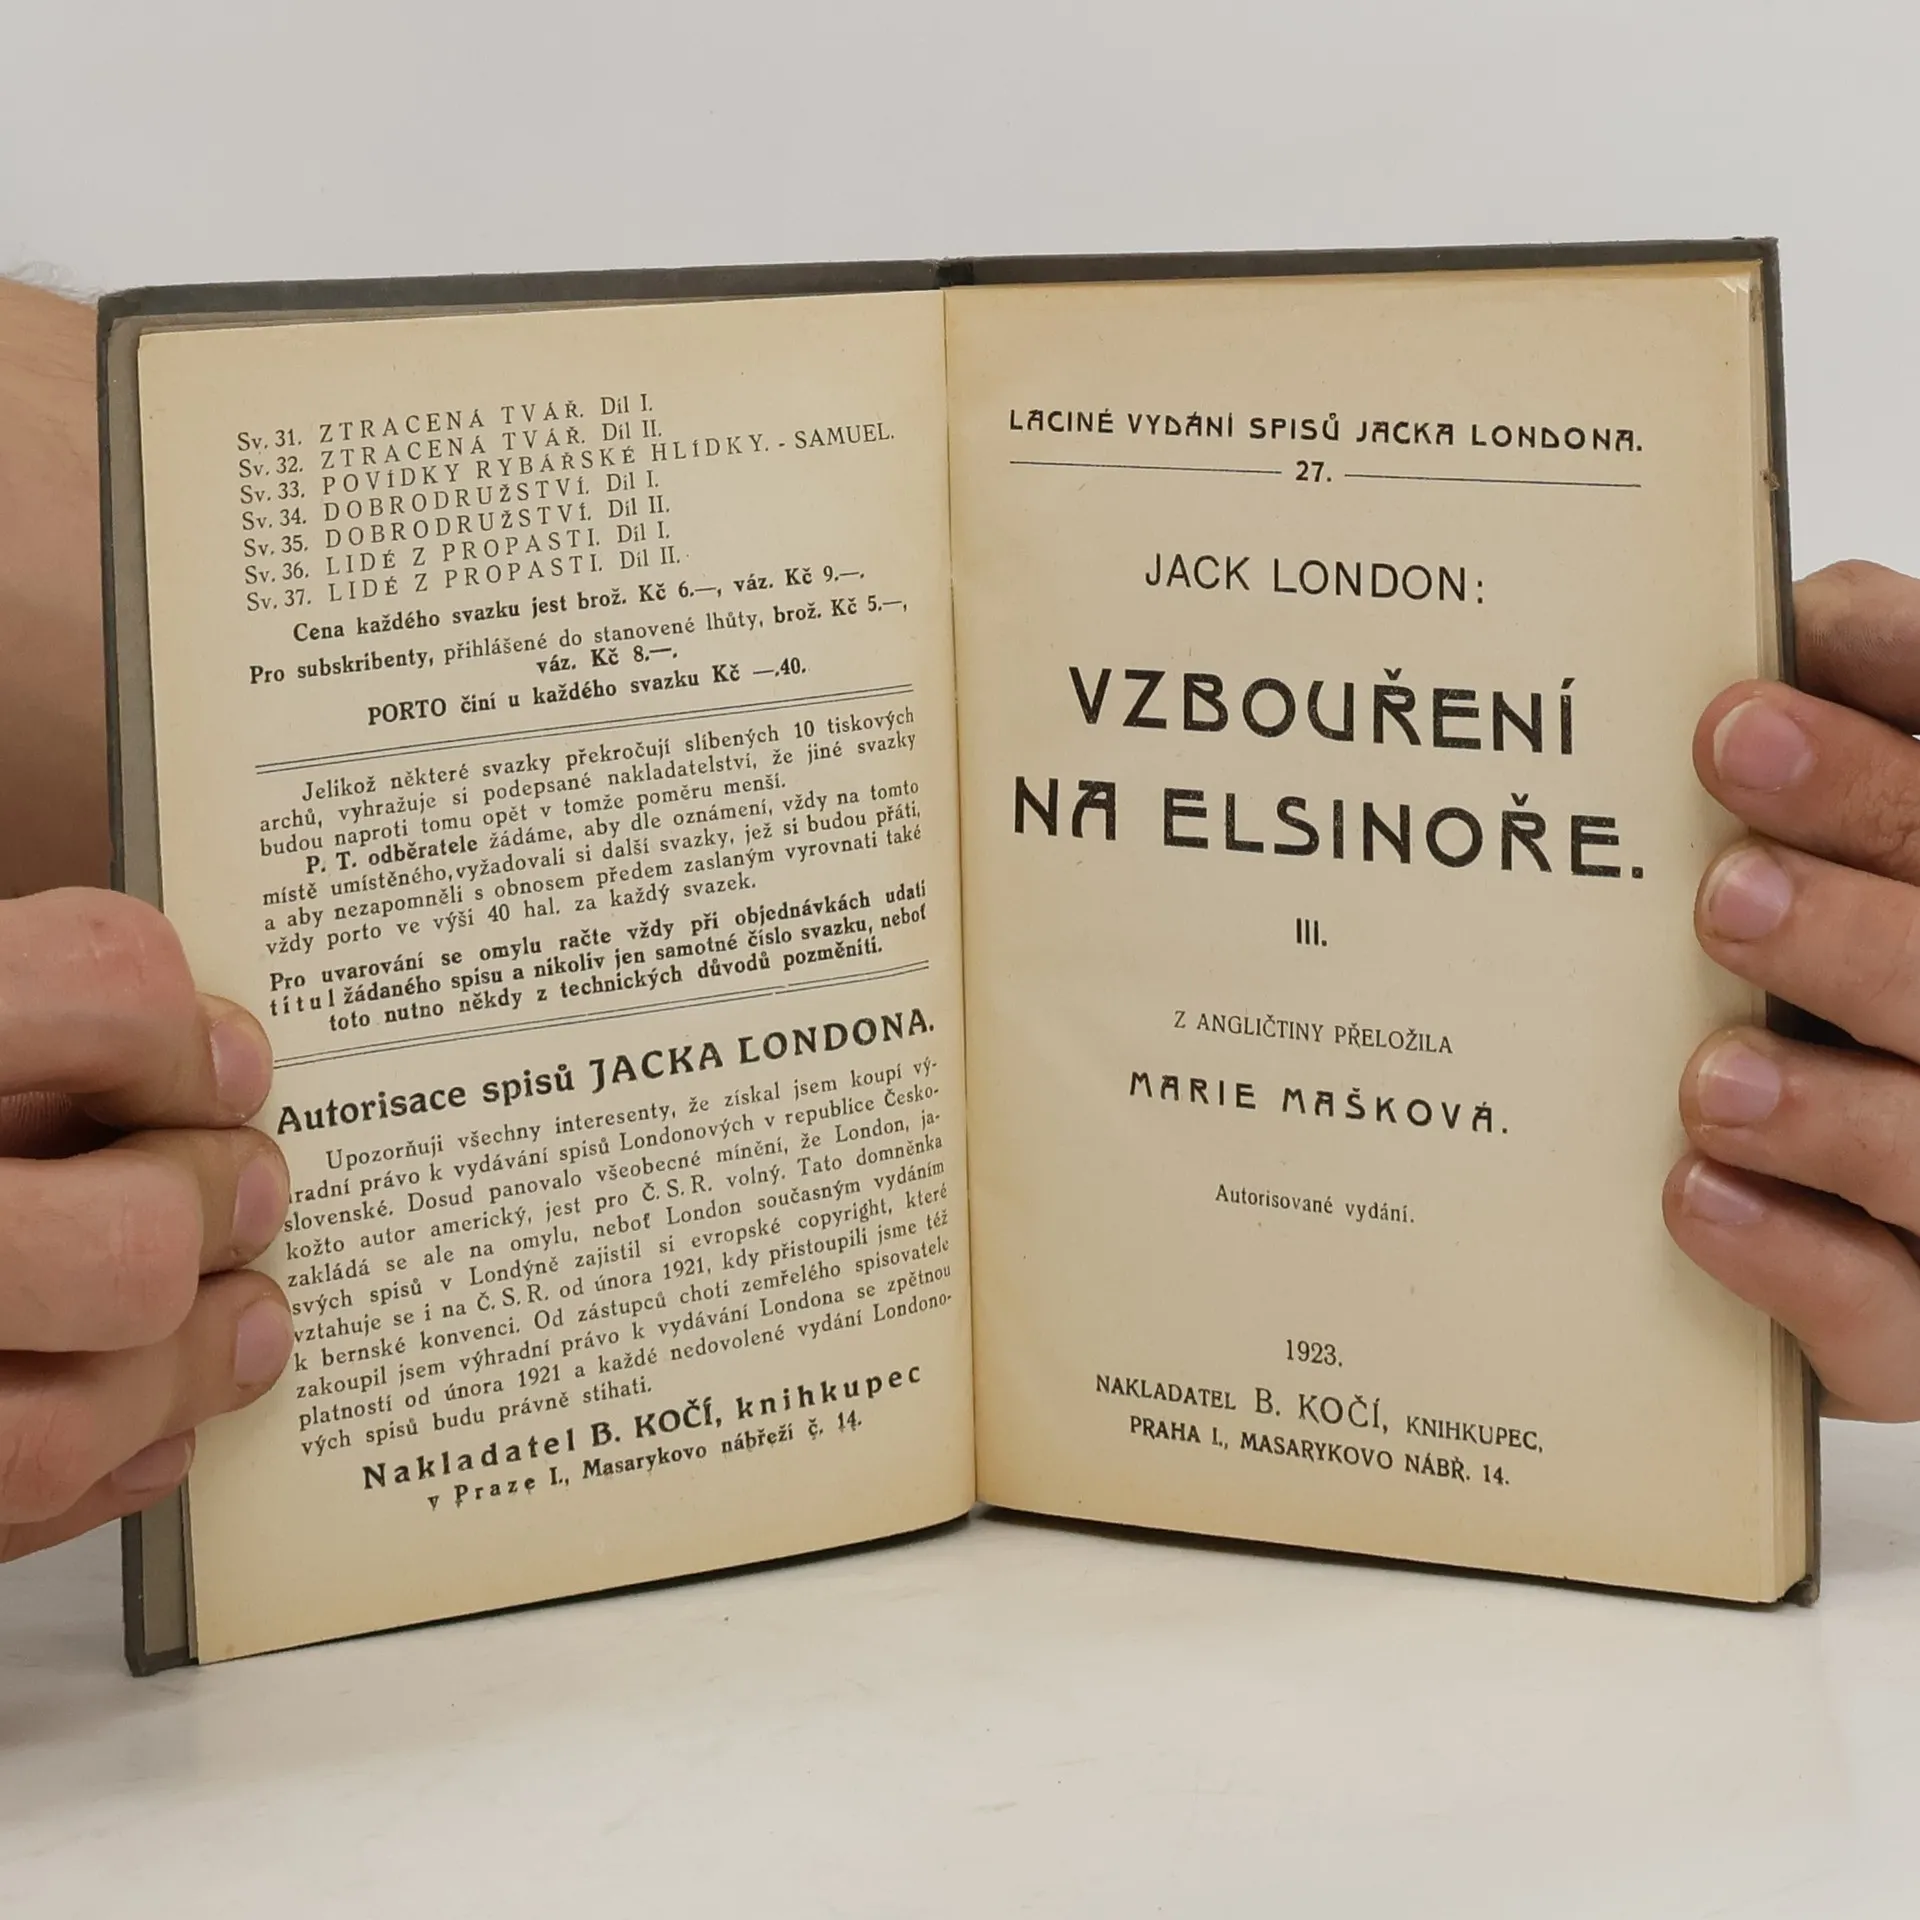 Sv. 31. ZTRACENÁ TVÁŘ. Díl I.
Sv. 32. ZTRACENÁ TVÁŘ. Díl II.
Sv. 33. POVÍDKY RYBÁŘSKÉ HLÍDKY. - SAMUEL.
Sv. 34. DOBRODRUŽSTVÍ. Díl I.
Sv. 35. DOBRODRUŽSTVÍ. Díl II.
Sv. 36. LIDÉ Z PROPASTI. Díl I.
Sv. 37. LIDÉ Z PROPASTI. Díl II.
Cena každého svazku jest brož. Kč 6.—, váz. Kč 9.—.
Pro subskribenty, přihlášené do stanovené lhůty, brož. Kč 5.—,
váz. Kč 8.—.
PORTO činí u každého svazku Kč —.40.
Jelikož některé svazky překročují slíbených 10 tiskových
archů, vyhražuje si podepsané nakladatelství, že jiné svazky
budou naproti tomu opět v tomže poměru menší.
P. T. odběratele žádáme, aby dle oznámení, vždy na tomto
místě umístěného, vyžadovali si další svazky, jež si budou přáti,
a aby nezapomněli s obnosem předem zaslaným vyrovnati také
vždy porto ve výši 40 hal. za každý svazek.
Pro uvarování se omylu račte vždy při objednávkách udati
titul žádaného spisu a nikoliv jen samotné číslo svazku, neboť
toto nutno někdy z technických důvodů pozměniti.
Autorisace spisů JACKA LONDONA.
Upozorňuji všechny interesenty, že získal jsem koupí vý-
hradní právo k vydávání spisů Londonových v republice Česko-
slovenské. Dosud panovalo všeobecné mínění, že London, ja-
kožto autor americký, jest pro Č. S. R. volný. Tato domněnka
zakládá se ale na omylu, neboť London současným vydáním
svých spisů v Londýně zajistil si evropské copyright, které
vztahuje se i na Č. S. R. od února 1921, kdy přistoupili jsme též
k bernské konvenci. Od zástupců choti zemřelého spisovatele
zakoupil jsem výhradní právo k vydávání Londona se zpětnou
platností od února 1921 a každé nedovolené vydání Londono-
vých spisů budu právně stíhati.
Nakladatel B. KOČÍ, knihkupec
v Praze I., Masarykovo nábřeží č. 14.
LACINÉ VYDÁNÍ SPISŮ JACKA LONDONA.
27.
JACK LONDON:
VZBOUŘENÍ
NA ELSINOŘE.
III.
Z ANGLIČTINY PŘELOŽILA
MARIE MAŠKOVÁ.
Autorisované vydání.
1923.
NAKLADATEL B. KOČÍ, KNIHKUPEC,
PRAHA I., MASARYKOVO NÁBŘ. 14.